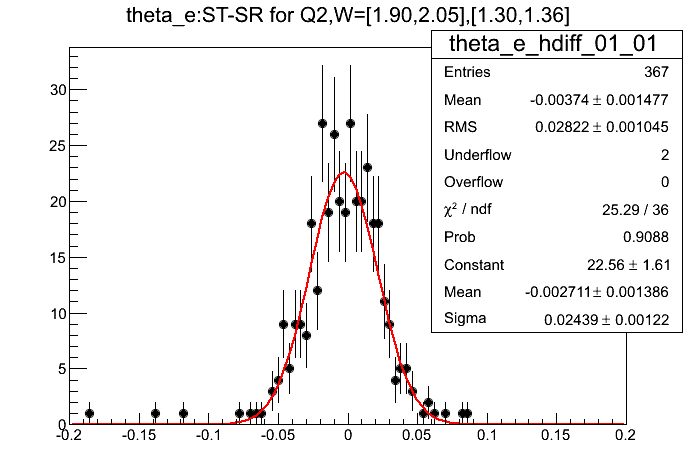 theta_e:ST-SR for Q2,W=[1.90,2.05],[1.30,1.36]
theta_e_hdiff_01_01
Entries 367
Mean -0.00374 ± 0.001477
RMS 0.02822 ± 0.001045
Underflow 2
Overflow 0
χ² / ndf 25.29 / 36
Prob 0.9088
Constant 22.56 ± 1.61
Mean -0.002711 ± 0.001386
Sigma 0.02439 ± 0.00122
30
25
20
15
10
5
0
-0.2 -0.15 -0.1 -0.05 0 0.05 0.1 0.15 0.2